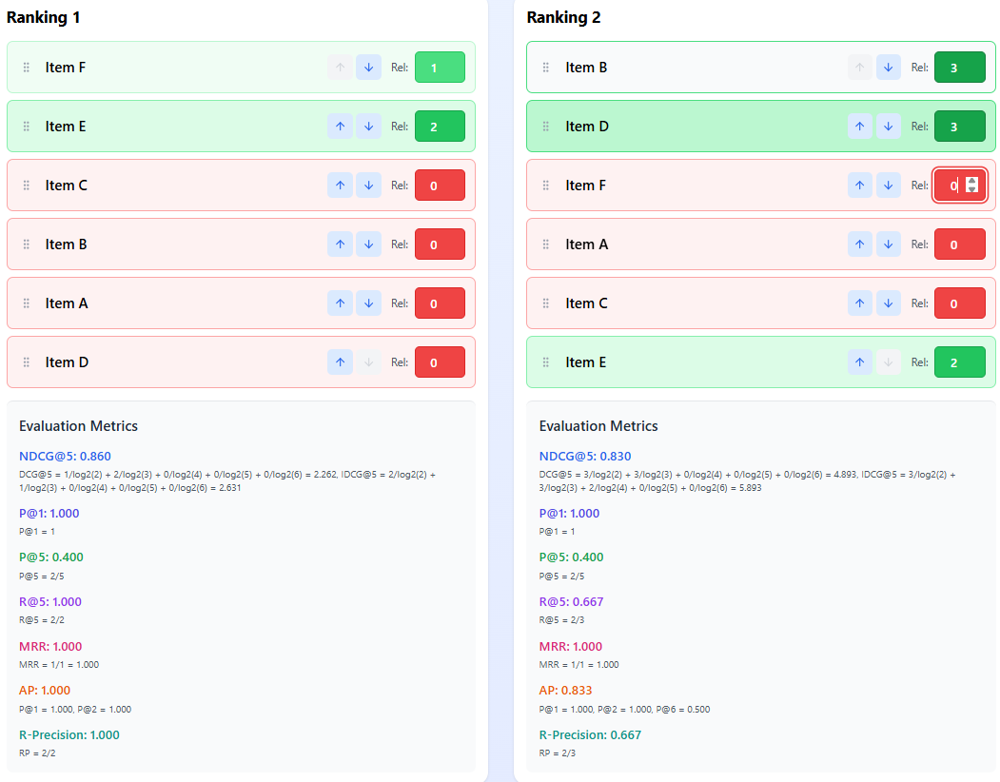 Ranking 1
Item F Rel: 1
Item E Rel: 2
Item C Rel: 0
Item B Rel: 0
Item A Rel: 0
Item D Rel: 0
Evaluation Metrics
NDCG@5: 0.860
DCG@5 = 1/log2(2) + 2/log2(3) + 0/log2(4) + 0/log2(5) + 0/log2(6) = 2.262, IDCG@5 = 2/log2(2) +
1/log2(3) + 0/log2(4) + 0/log2(5) + 0/log2(6) = 2.631
P@1: 1.000
P@1 = 1
P@5: 0.400
P@5 = 2/5
R@5: 1.000
R@5 = 2/2
MRR: 1.000
MRR = 1/1 = 1.000
AP: 1.000
P@1 = 1.000, P@2 = 1.000
R-Precision: 1.000
RP = 2/2
Ranking 2
Item B Rel: 3
Item D Rel: 3
Item F Rel: 0
Item A Rel: 0
Item C Rel: 0
Item E Rel: 2
Evaluation Metrics
NDCG@5: 0.830
DCG@5 = 3/log2(2) + 3/log2(3) + 0/log2(4) + 0/log2(5) + 0/log2(6) = 4.893, IDCG@5 = 3/log2(2) +
3/log2(3) + 2/log2(4) + 0/log2(5) + 0/log2(6) = 5.893
P@1: 1.000
P@1 = 1
P@5: 0.400
P@5 = 2/5
R@5: 0.667
R@5 = 2/3
MRR: 1.000
MRR = 1/1 = 1.000
AP: 0.833
P@1 = 1.000, P@2 = 1.000, P@6 = 0.500
R-Precision: 0.667
RP = 2/3